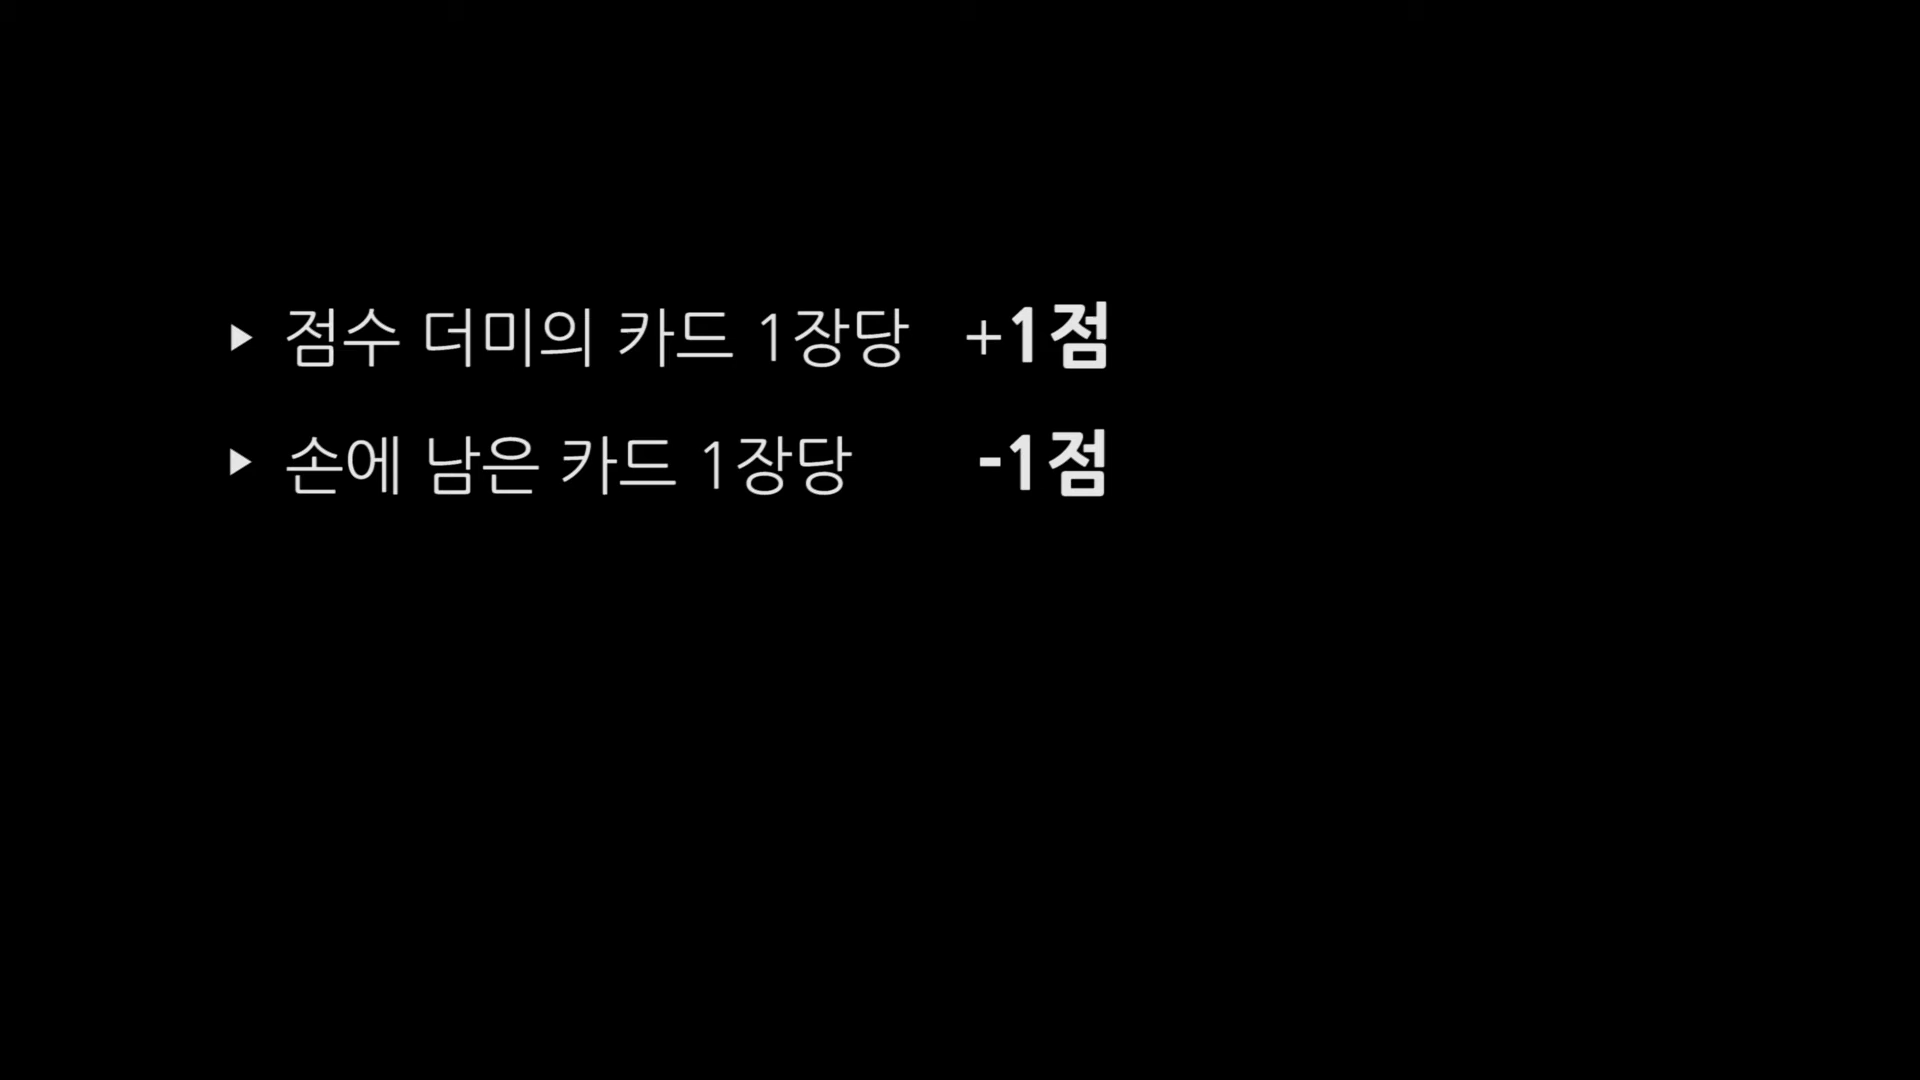 ▶ 점수 더미의 카드 1장당 +1점
▶ 손에 남은 카드 1장당 -1점